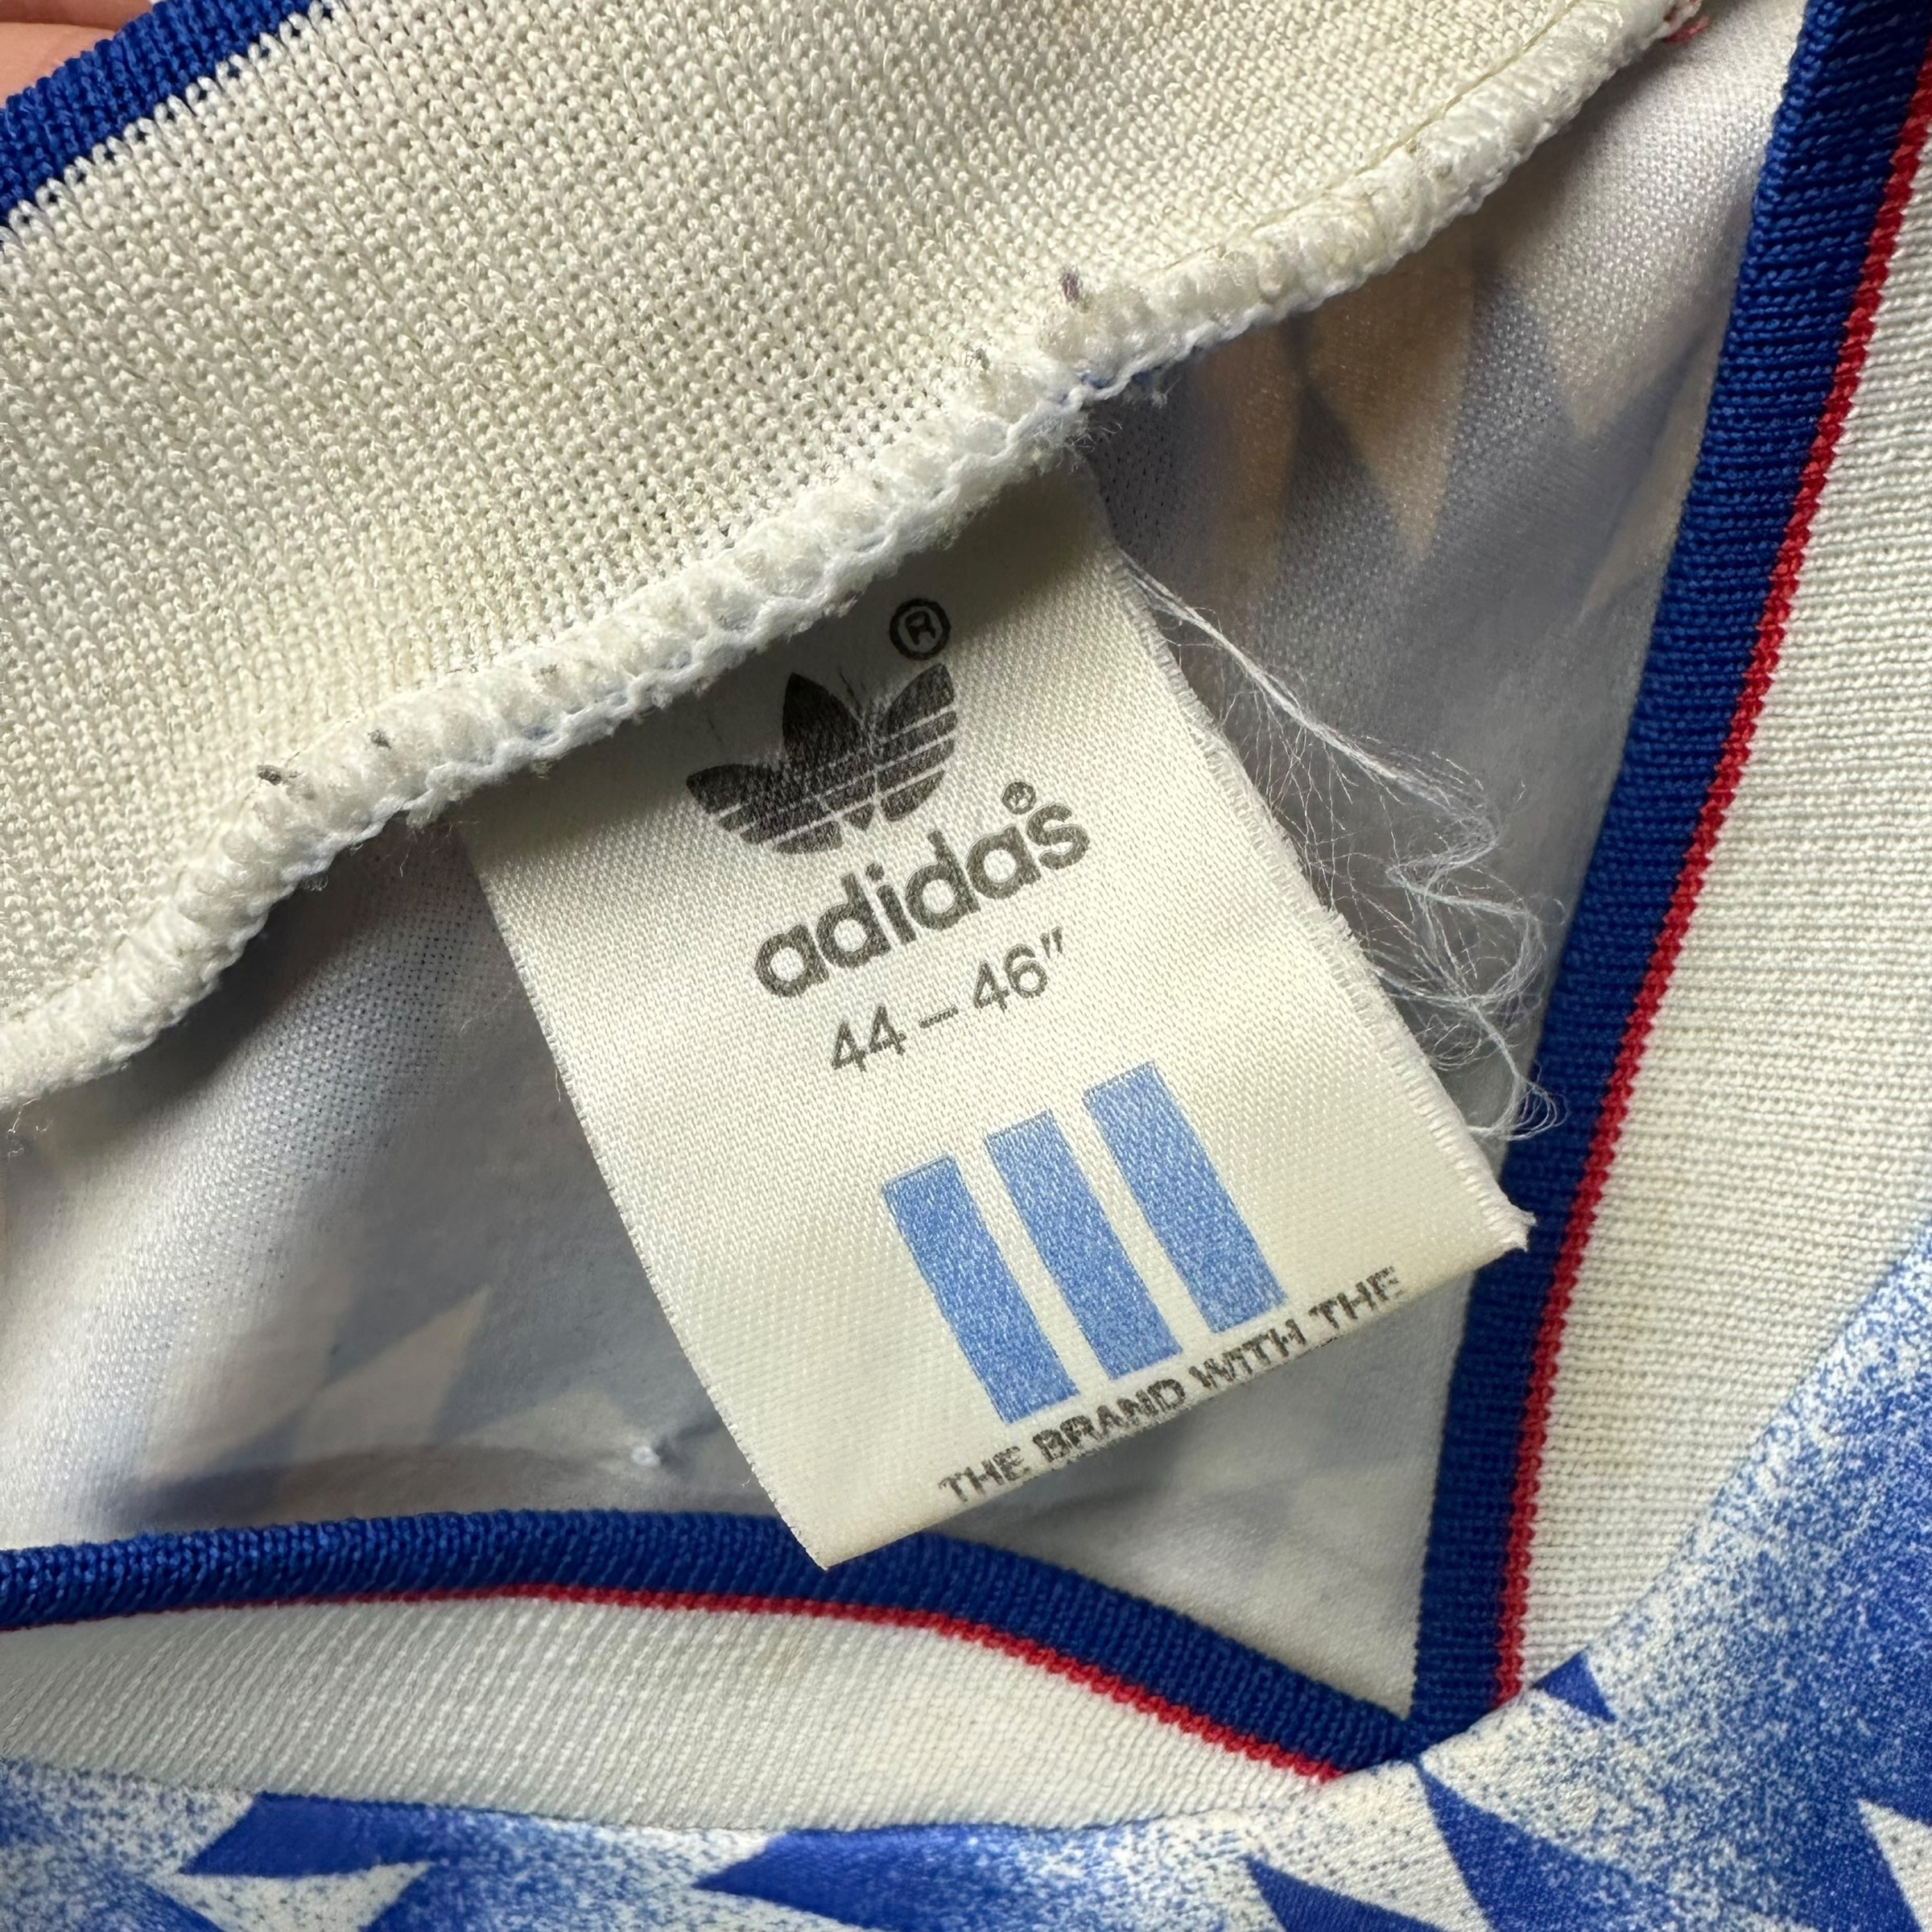 ®
adidas®
44-46"
THE BRAND WITH THE